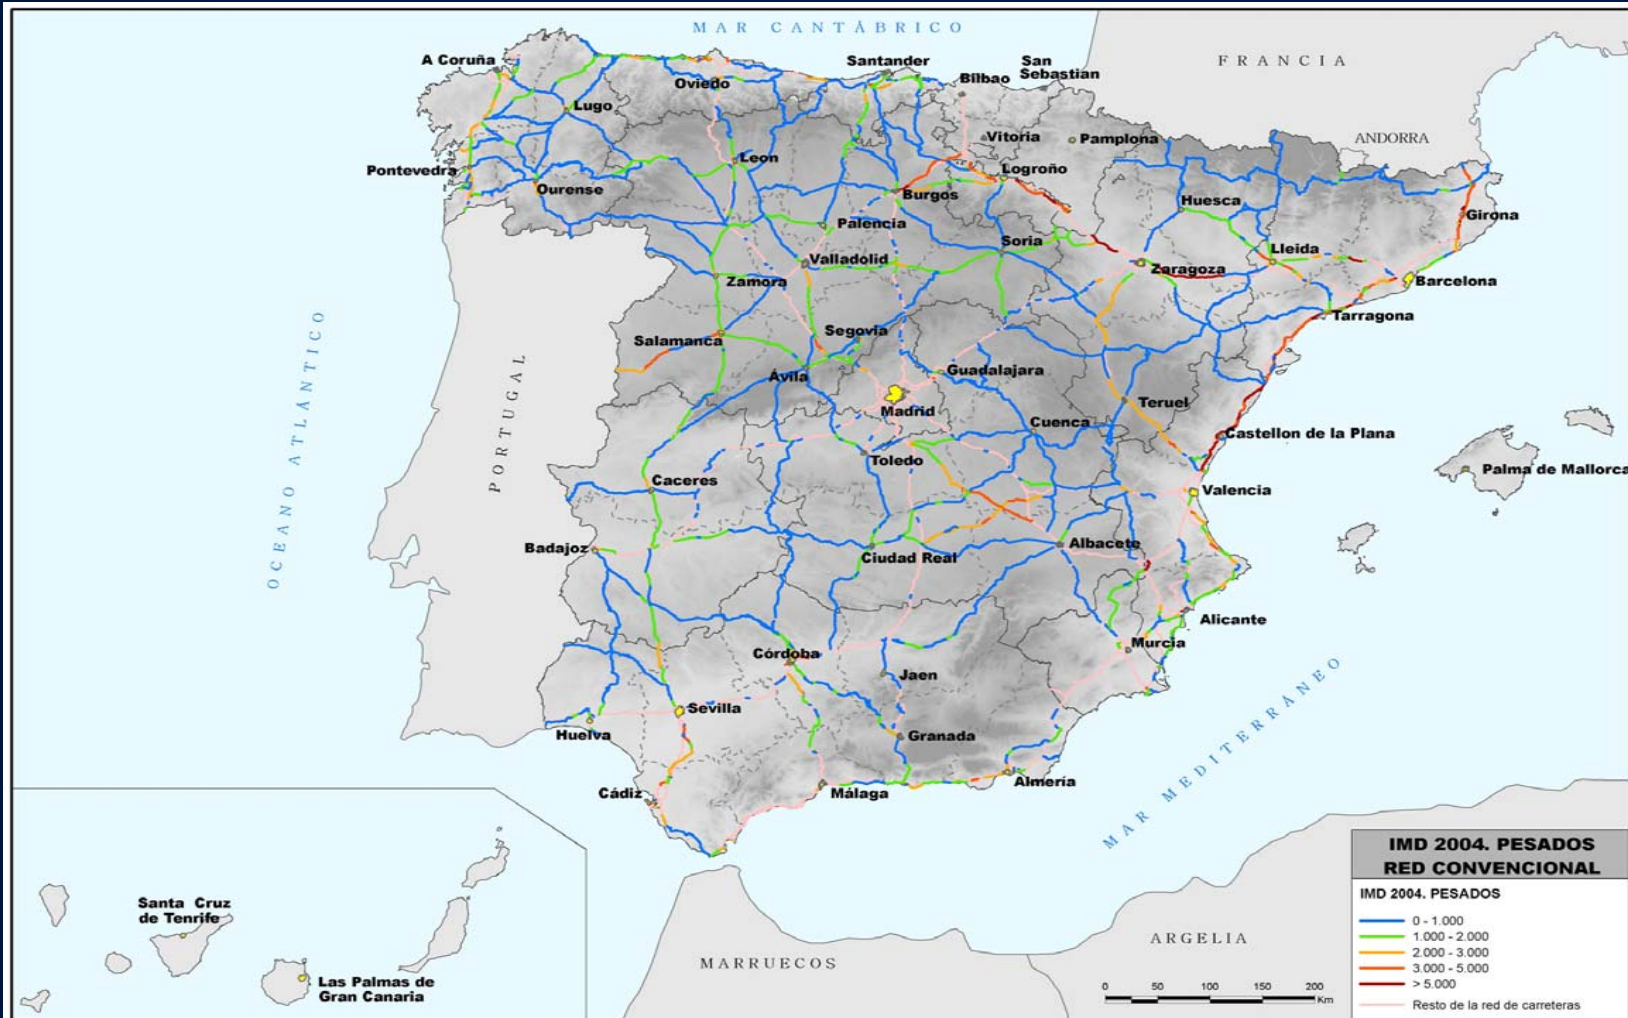 MAR CANTÁBRICO
FRANCIA
A Coruña
Santander
San
Sebastian
Bilbao
Oviedo
Lugo
Vitoria
Pamplona
ANDORRA
Leon
Pontevedra
Logroño
Ourense
Burgos
Huesca
Girona
Palencia
Soria
Lleida
Valladolid
Zaragoza
Zamora
Barcelona
Tarragona
Segovia
Salamanca
Ávila
Guadalajara
Madrid
Teruel
Cuenca
Castellon de la Plana
OCEANO ATLÁNTICO
PORTUGAL
Toledo
Palma de Mallorca
Caceres
Valencia
Badajoz
Ciudad Real
Albacete
Alicante
Murcia
Córdoba
Jaen
Sevilla
Huelva
Granada
MAR MEDITERRÁNEO
Cádiz
Málaga
Almería
Santa Cruz
de Tenrife
Las Palmas de
Gran Canaria
MARRUECOS
ARGELIA
0 50 100 150 200
Km
IMD 2004. PESADOS
RED CONVENCIONAL
IMD 2004. PESADOS
0 - 1.000
1.000 - 2.000
2.000 - 3.000
3.000 - 5.000
> 5.000
Resto de la red de carreteras